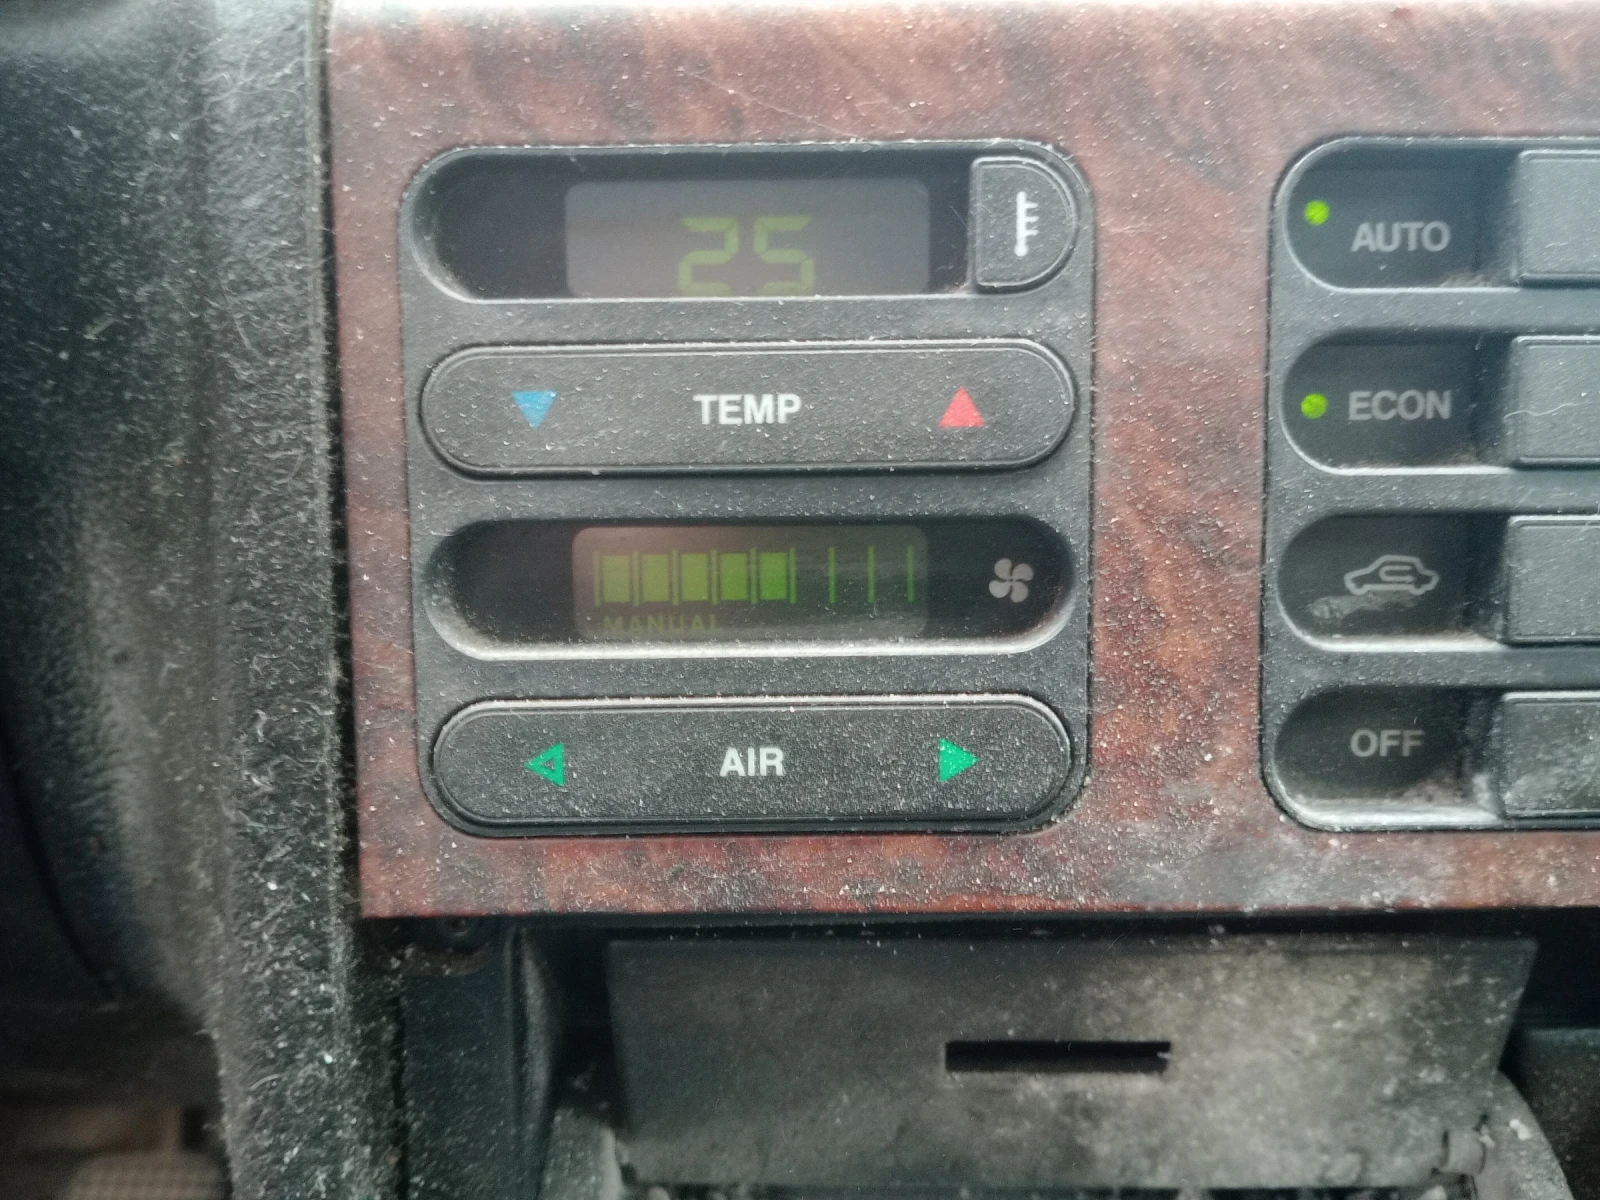 25
TEMP
MANUAL
AIR
AUTO
ECON
OFF